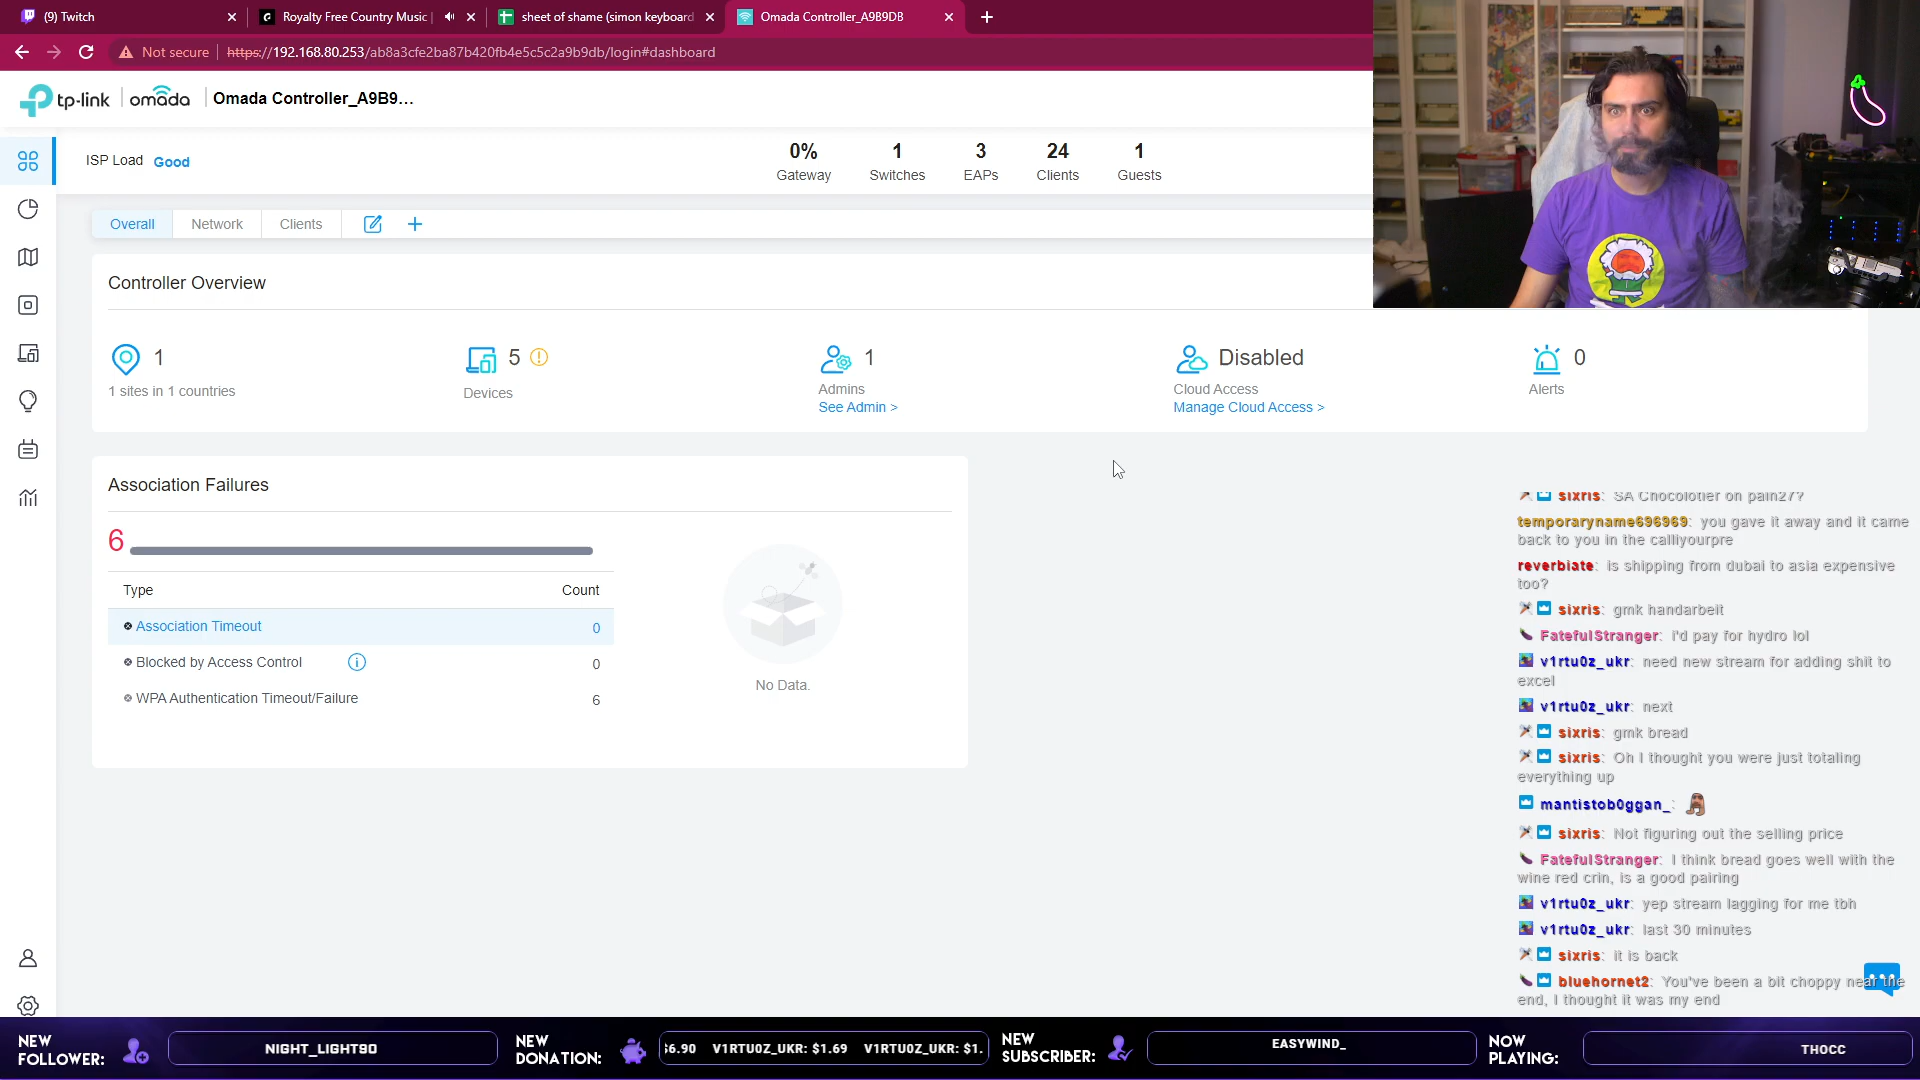 (9) Twitch
Royalty Free Country Music |
sheet of shame (simon keyboard
Omada Controller_A9B9DB
Not secure
https://192.168.80.253/ab8a3cfe2ba87b420fb4e5c5c2a9b9db/login#dashboard
tp-link
omada
Omada Controller_A9B9...
ISP Load Good
0%
Gateway
1
Switches
3
EAPs
24
Clients
1
Guests
Overall
Network
Clients
Controller Overview
1
1 sites in 1 countries
5
Devices
1
Admins
See Admin >
Disabled
Cloud Access
Manage Cloud Access >
0
Alerts
Association Failures
6
Type Count
Association Timeout 0
Blocked by Access Control 0
WPA Authentication Timeout/Failure 6
No Data.
sixris: SA Chocolotier on pain27?
temporaryname696969: you gave it away and it came
back to you in the calliyourpre
reverbiate: is shipping from dubai to asia expensive
too?
sixris: gmk handarbeit
FatefulStranger: I'd pay for hydro lol
v1rtu0z_ukr: need new stream for adding shit to
excel
v1rtu0z_ukr: next
sixris: gmk bread
sixris: Oh I thought you were just totaling
everything up
mantistob0ggan_:
sixris: Not figuring out the selling price
FatefulStranger: I think bread goes well with the
wine red crin, is a good pairing
v1rtu0z_ukr: yep stream lagging for me tbh
v1rtu0z_ukr: last 30 minutes
sixris: it is back
bluehornet2: You've been a bit choppy near the
end, I thought it was my end
NEW
FOLLOWER:
NIGHT_LIGHT90
NEW
DONATION:
$6.90 V1RTU0Z_UKR: $1.69 V1RTU0Z_UKR: $1.
NEW
SUBSCRIBER:
EASYWIND_
NOW
PLAYING:
THOCC